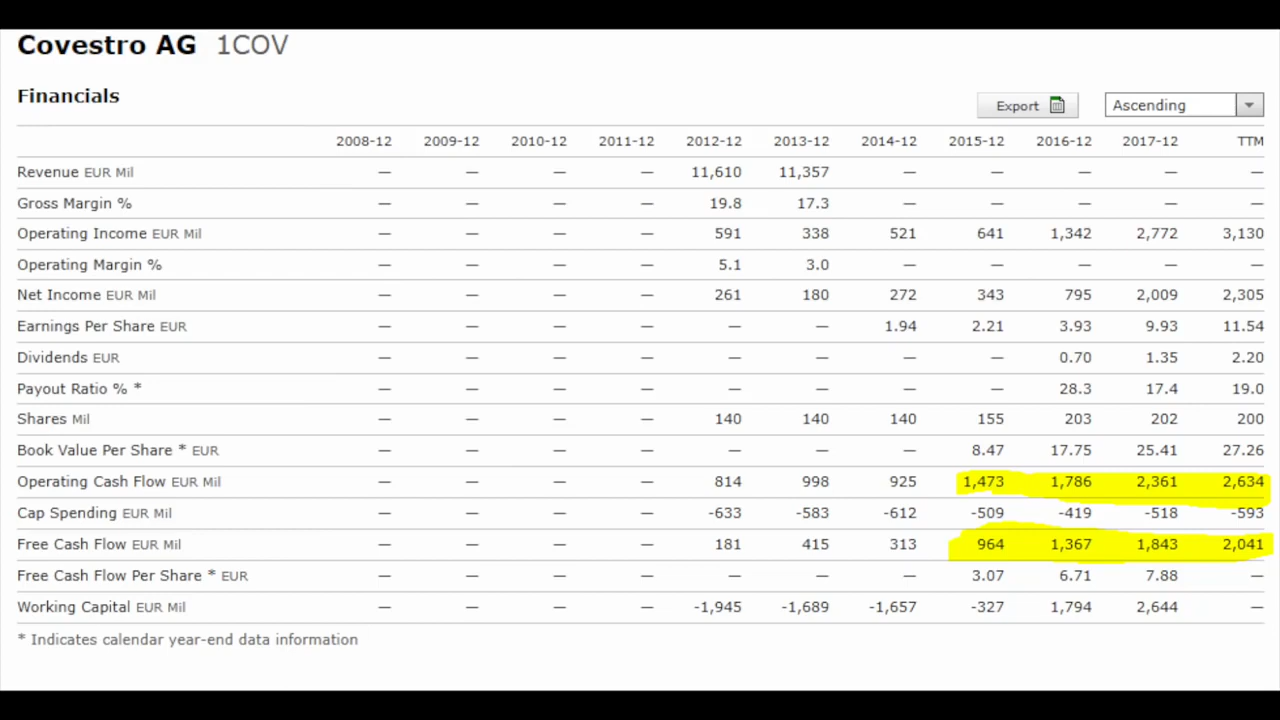 Covestro AG 1COV
Financials
Export Ascending
2008-12 2009-12 2010-12 2011-12 2012-12 2013-12 2014-12 2015-12 2016-12 2017-12 TTM
Revenue EUR Mil — — — — 11,610 11,357 — — — — —
Gross Margin % — — — — 19.8 17.3 — — — — —
Operating Income EUR Mil — — — — 591 338 521 641 1,342 2,772 3,130
Operating Margin % — — — — 5.1 3.0 — — — — —
Net Income EUR Mil — — — — 261 180 272 343 795 2,009 2,305
Earnings Per Share EUR — — — — — — 1.94 2.21 3.93 9.93 11.54
Dividends EUR — — — — — — — — 0.70 1.35 2.20
Payout Ratio % * — — — — — — — — 28.3 17.4 19.0
Shares Mil — — — — 140 140 140 155 203 202 200
Book Value Per Share * EUR — — — — — — — 8.47 17.75 25.41 27.26
Operating Cash Flow EUR Mil — — — — 814 998 925 1,473 1,786 2,361 2,634
Cap Spending EUR Mil — — — — -633 -583 -612 -509 -419 -518 -593
Free Cash Flow EUR Mil — — — — 181 415 313 964 1,367 1,843 2,041
Free Cash Flow Per Share * EUR — — — — — — — 3.07 6.71 7.88 —
Working Capital EUR Mil — — — — -1,945 -1,689 -1,657 -327 1,794 2,644 —
* Indicates calendar year-end data information